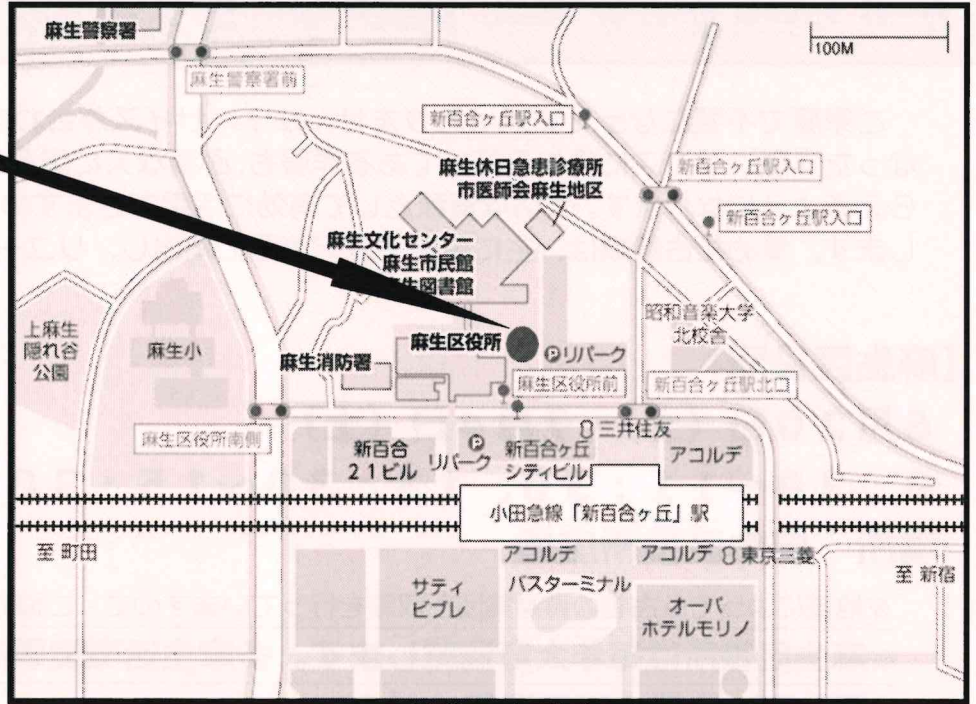 麻生警察署
100M
麻生警察署前
新百合ヶ丘駅入口
麻生休日急患診療所
市医師会麻生地区
新百合ヶ丘駅入口
新百合ヶ丘駅入口
麻生文化センター
麻生市民館
麻生図書館
上麻生
隠れ谷
公園
麻生小
麻生消防署
麻生区役所
Ⓟリパーク
昭和音楽大学
北校舎
麻生区役所前
新百合ヶ丘駅北口
麻生区役所南側
新百合
21ビル
Ⓟ
リパーク
新百合ヶ丘
シティビル
三井住友
アコルデ
小田急線「新百合ヶ丘」駅
至 町田
アコルデ
アコルデ
東京三菱
至 新宿
サティ
ビブレ
バスターミナル
オーパ
ホテルモリノ